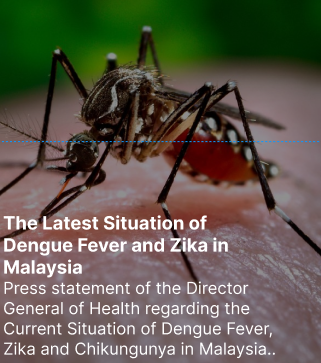 The Latest Situation of
Dengue Fever and Zika in
Malaysia
Press statement of the Director
General of Health regarding the
Current Situation of Dengue Fever,
Zika and Chikungunya in Malaysia..